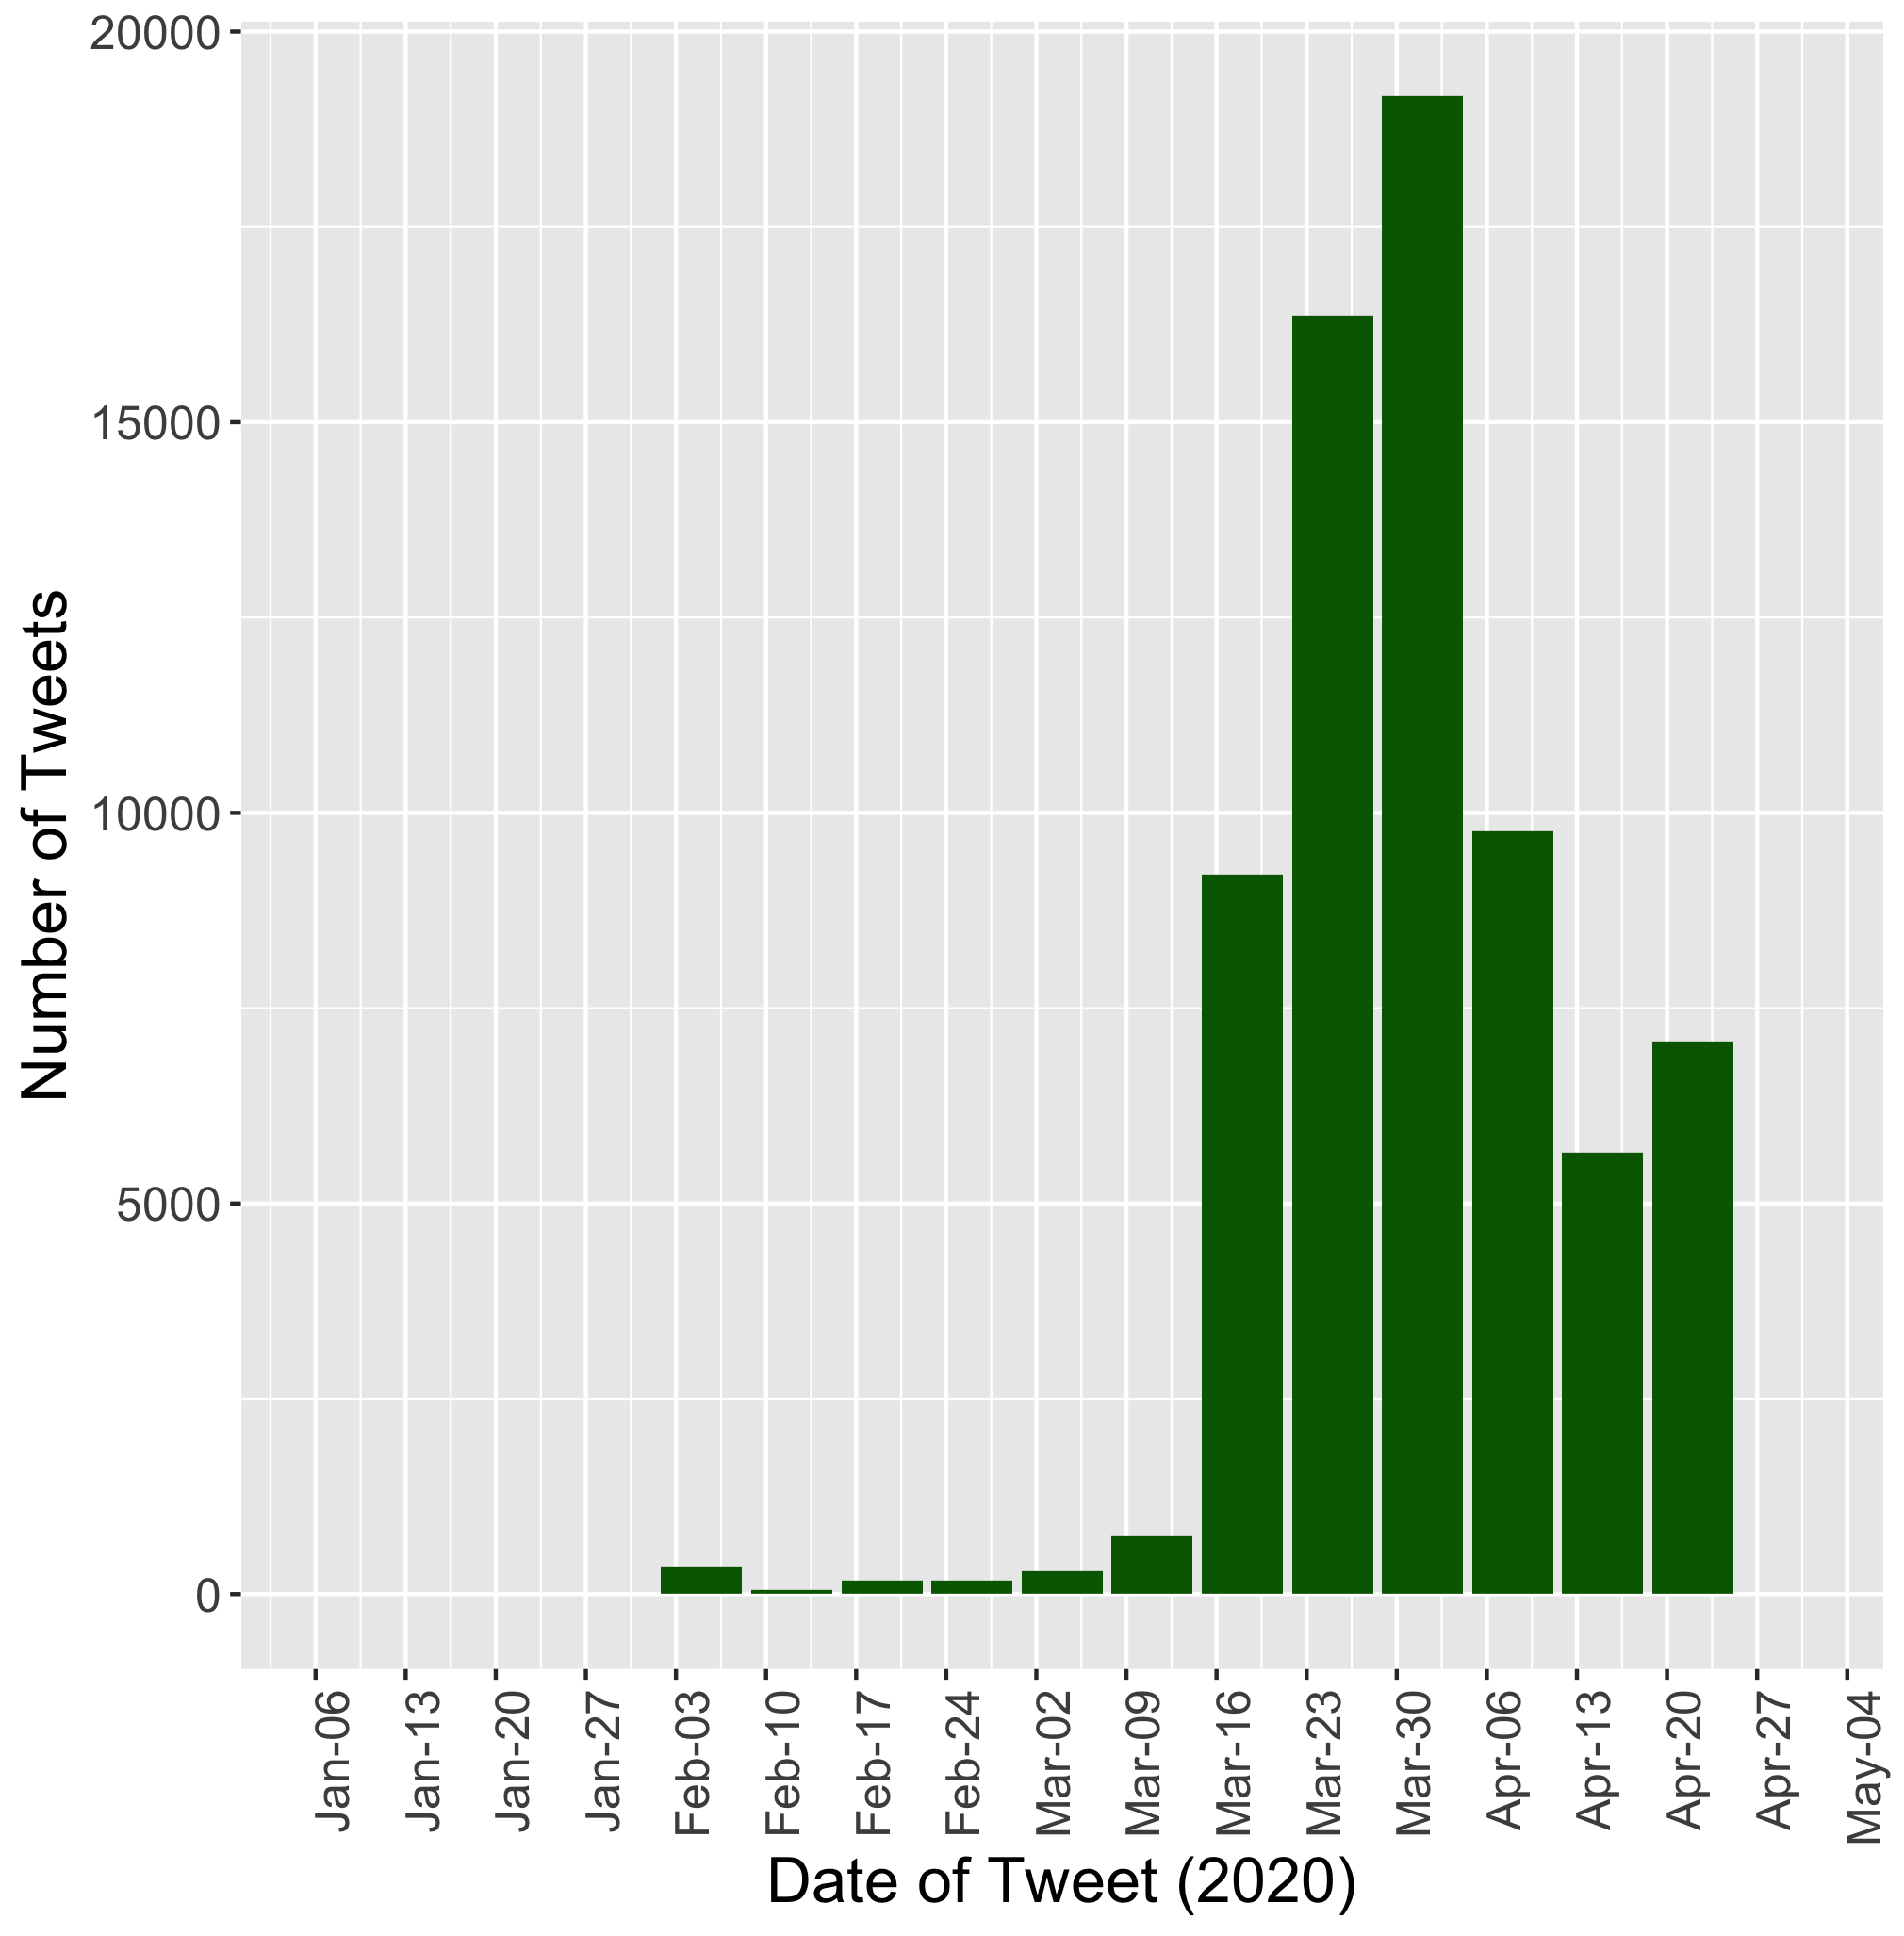 Number of Tweets
20000
15000
10000
5000
0
Jan-06
Jan-13
Jan-20
Jan-27
Feb-03
Feb-10
Feb-17
Feb-24
Mar-02
Mar-09
Mar-16
Mar-23
Mar-30
Apr-06
Apr-13
Apr-20
Apr-27
May-04
Date of Tweet (2020)